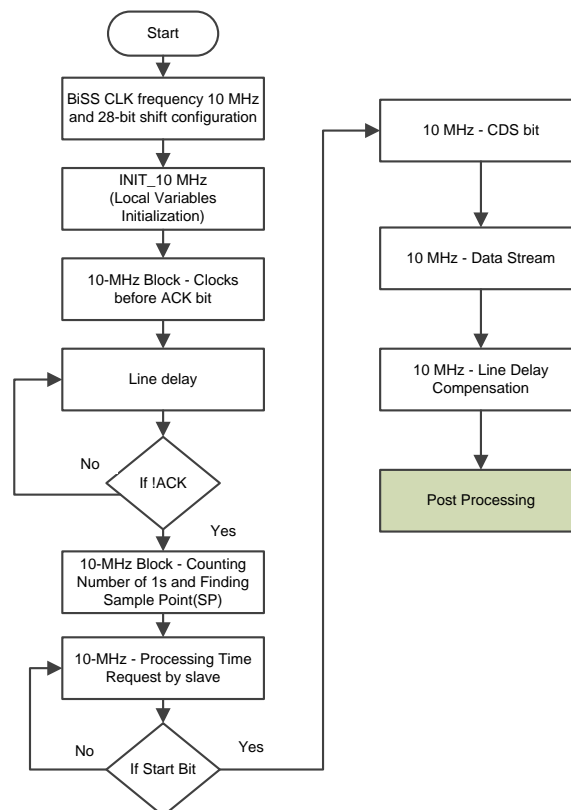 Start
BiSS CLK frequency 10 MHz
and 28-bit shift configuration
INIT_10 MHz
(Local Variables
Initialization)
10-MHz Block - Clocks
before ACK bit
Line delay
No
If !ACK
Yes
10-MHz Block - Counting
Number of 1s and Finding
Sample Point(SP)
10-MHz - Processing Time
Request by slave
No
If Start Bit
Yes
10 MHz - CDS bit
10 MHz - Data Stream
10 MHz - Line Delay
Compensation
Post Processing